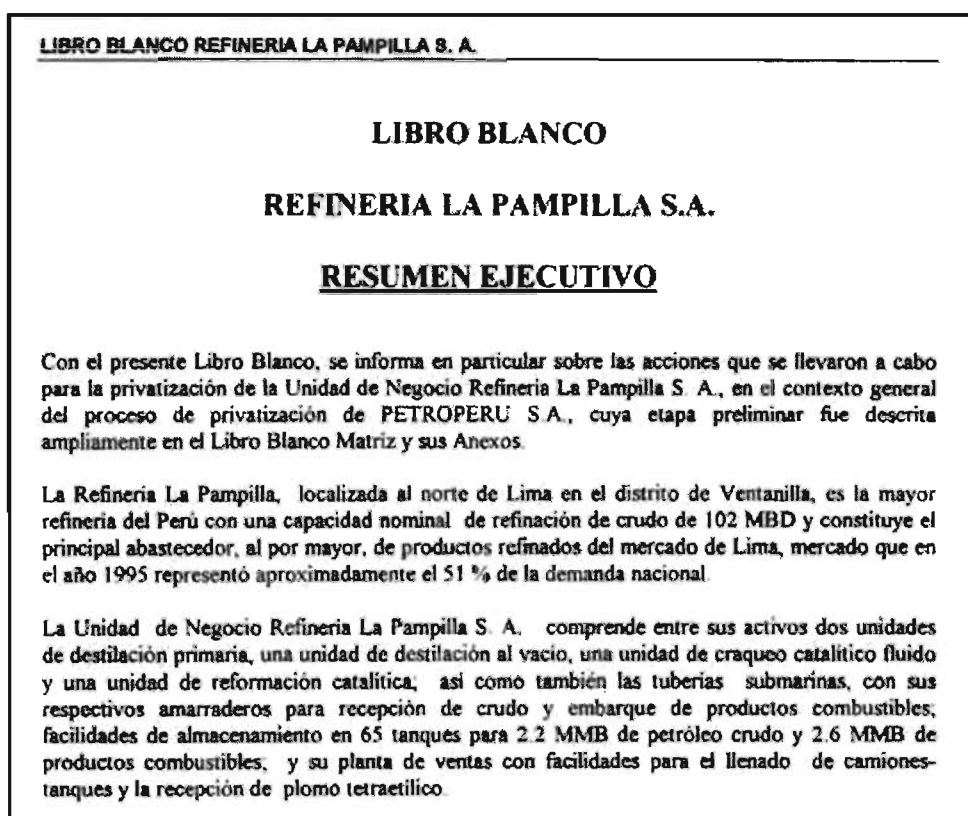 LIBRO BLANCO REFINERIA LA PAMPILLA S. A.
LIBRO BLANCO
REFINERIA LA PAMPILLA S.A.
RESUMEN EJECUTIVO
Con el presente Libro Blanco, se informa en particular sobre las acciones que se llevaron a cabo
para la privatización de la Unidad de Negocio Refineria La Pampilla S. A., en el contexto general
del proceso de privatización de PETROPERU S.A., cuya etapa preliminar fue descrita
ampliamente en el Libro Blanco Matriz y sus Anexos.
La Refinería La Pampilla, localizada al norte de Lima en el distrito de Ventanilla, es la mayor
refinería del Perú con una capacidad nominal de refinación de crudo de 102 MBD y constituye el
principal abastecedor, al por mayor, de productos refinados del mercado de Lima, mercado que en
el año 1995 representó aproximadamente el 51 % de la demanda nacional.
La Unidad de Negocio Refineria La Pampilla S. A. comprende entre sus activos dos unidades
de destilación primaria, una unidad de destilación al vacío, una unidad de craqueo catalítico fluido
y una unidad de reformación catalítica; así como también las tuberías submarinas, con sus
respectivos amarraderos para recepción de crudo y embarque de productos combustibles;
facilidades de almacenamiento en 65 tanques para 2.2 MMB de petróleo crudo y 2.6 MMB de
productos combustibles; y su planta de ventas con facilidades para el llenado de camiones-
tanques y la recepción de plomo tetraetílico.